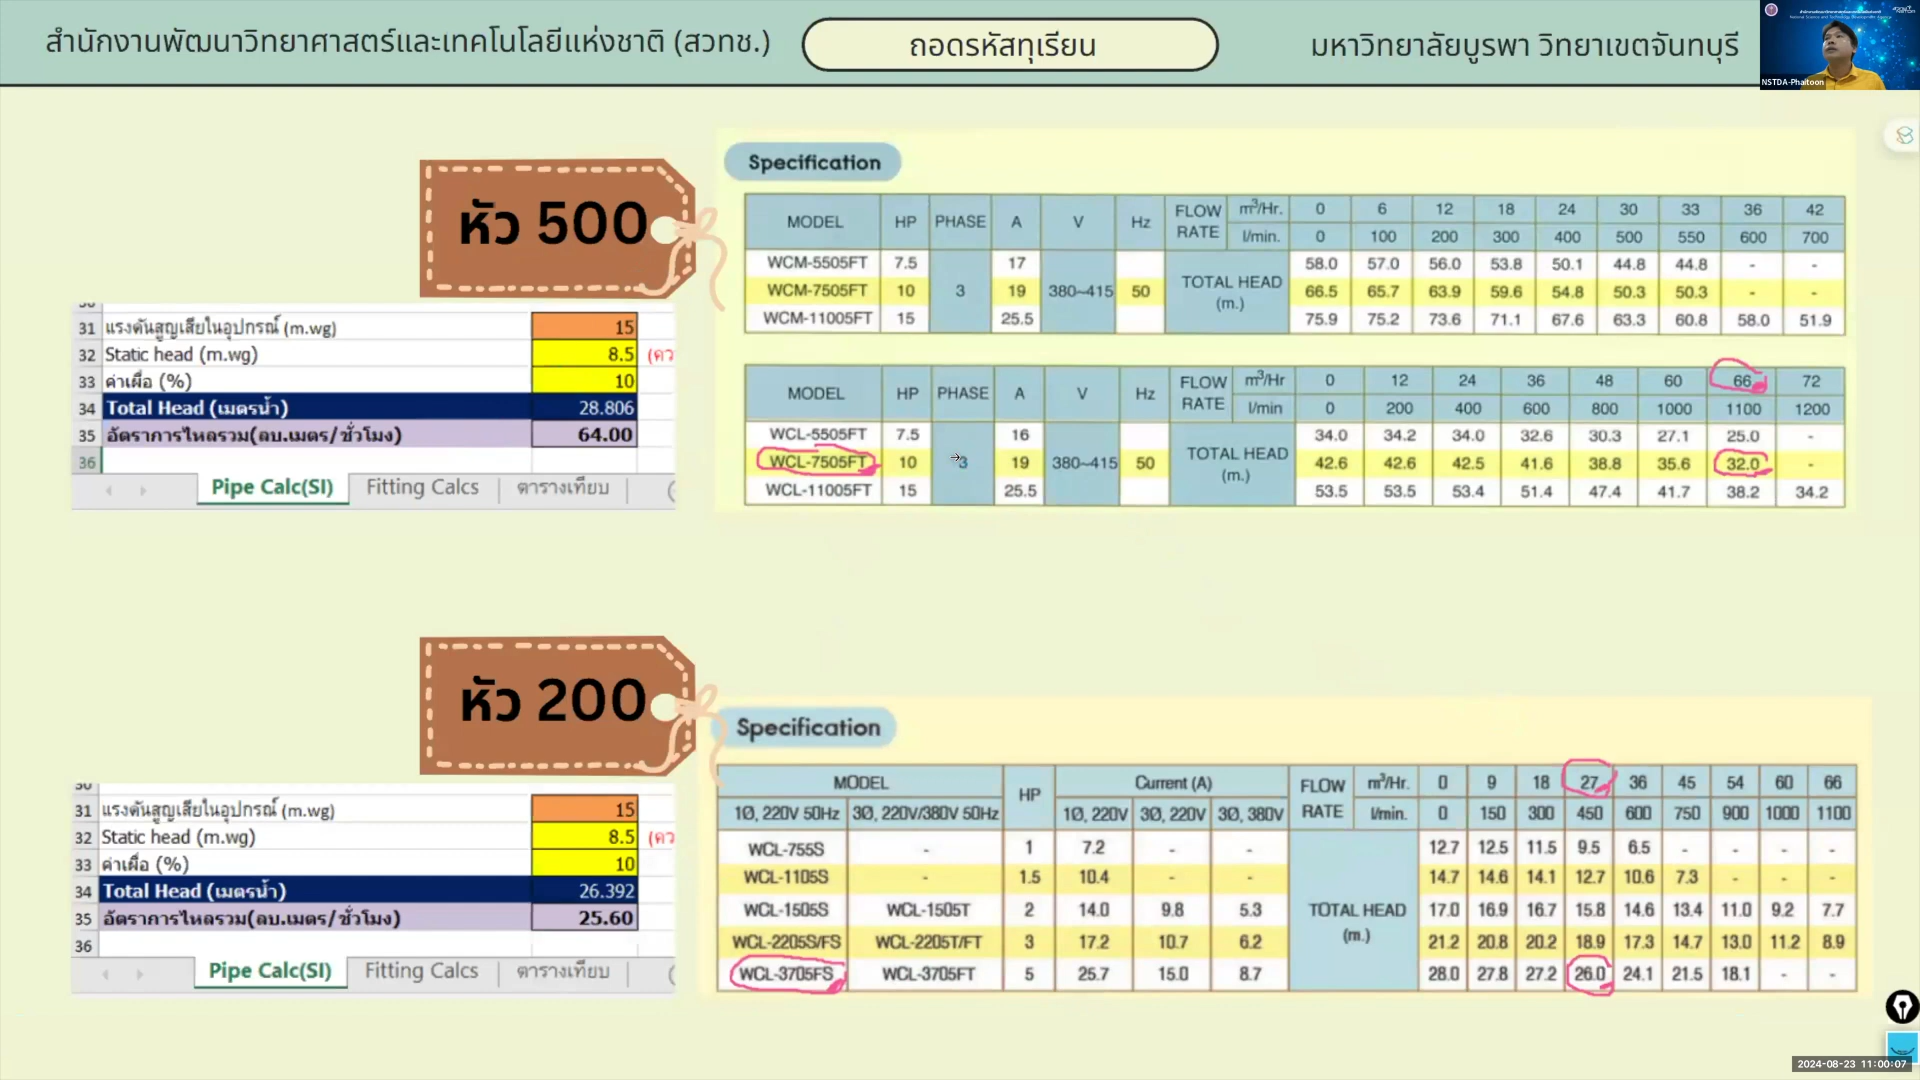 สำนักงานพัฒนาวิทยาศาสตร์และเทคโนโลยีแห่งชาติ (สวทช.)
ถอดรหัสทุเรียน
มหาวิทยาลัยบูรพา วิทยาเขตจันทบุรี
NSTDA-Phaitoon
หัว 500
31 แรงดันสูญเสียในอุปกรณ์ (m.wg) 15
32 Static head (m.wg) 8.5
33 ค่าเผื่อ (%) 10
34 Total Head (เมตรน้ำ) 28.806
35 อัตราการไหลรวม(ลบ.เมตร/ชั่วโมง) 64.00
36
Pipe Calc(SI) Fitting Calcs ตารางเทียบ
Specification
MODEL HP PHASE A V Hz FLOW RATE m³/Hr. 0 6 12 18 24 30 33 36 42
l/min. 0 100 200 300 400 500 550 600 700
WCM-5505FT 7.5 17 58.0 57.0 56.0 53.8 50.1 44.8 44.8 - -
WCM-7505FT 10 3 19 380~415 50 TOTAL HEAD (m.) 66.5 65.7 63.9 59.6 54.8 50.3 50.3 - -
WCM-11005FT 15 25.5 75.9 75.2 73.6 71.1 67.6 63.3 60.8 58.0 51.9
MODEL HP PHASE A V Hz FLOW RATE m³/Hr 0 12 24 36 48 60 66 72
l/min 0 200 400 600 800 1000 1100 1200
WCL-5505FT 7.5 16 34.0 34.2 34.0 32.6 30.3 27.1 25.0 -
WCL-7505FT 10 3 19 380~415 50 TOTAL HEAD (m.) 42.6 42.6 42.5 41.6 38.8 35.6 32.0 -
WCL-11005FT 15 25.5 53.5 53.5 53.4 51.4 47.4 41.7 38.2 34.2
หัว 200
31 แรงดันสูญเสียในอุปกรณ์ (m.wg) 15
32 Static head (m.wg) 8.5
33 ค่าเผื่อ (%) 10
34 Total Head (เมตรน้ำ) 26.392
35 อัตราการไหลรวม(ลบ.เมตร/ชั่วโมง) 25.60
36
Pipe Calc(SI) Fitting Calcs ตารางเทียบ
Specification
MODEL HP Current (A) FLOW RATE m³/Hr. 0 9 18 27 36 45 54 60 66
1Ø, 220V 50Hz 3Ø, 220V/380V 50Hz 1Ø, 220V 3Ø, 220V 3Ø, 380V l/min. 0 150 300 450 600 750 900 1000 1100
WCL-755S - 1 7.2 - - 12.7 12.5 11.5 9.5 6.5 - - - -
WCL-1105S - 1.5 10.4 - - 14.7 14.6 14.1 12.7 10.6 7.3 - - -
WCL-1505S WCL-1505T 2 14.0 9.8 5.3 TOTAL HEAD (m.) 17.0 16.9 16.7 15.8 14.6 13.4 11.0 9.2 7.7
WCL-2205S/FS WCL-2205T/FT 3 17.2 10.7 6.2 21.2 20.8 20.2 18.9 17.3 14.7 13.0 11.2 8.9
WCL-3705FS WCL-3705FT 5 25.7 15.0 8.7 28.0 27.8 27.2 26.0 24.1 21.5 18.1 - -
2024-08-23 11:00:07